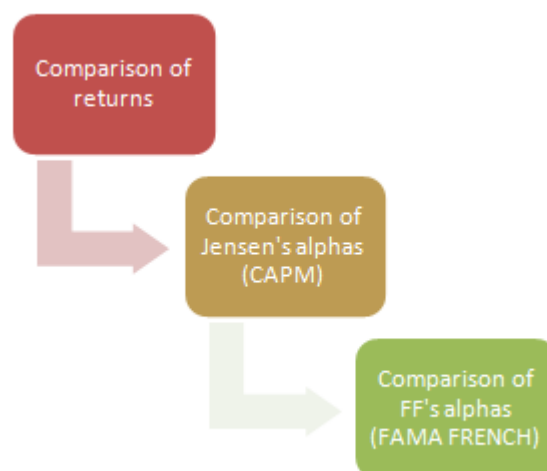 Comparison of
returns
Comparison of
Jensen's alphas
(CAPM)
Comparison of
FF's alphas
(FAMA FRENCH)